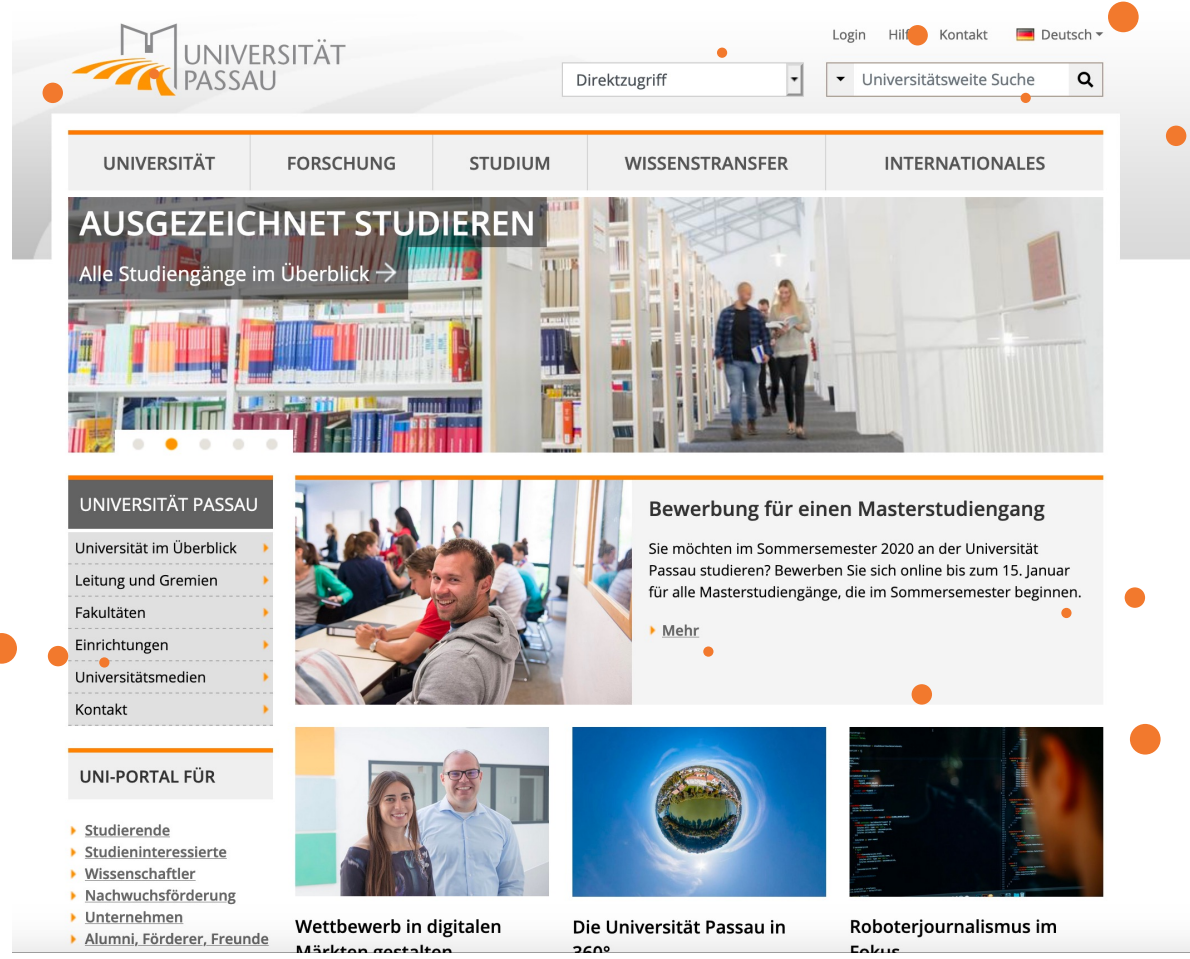 UNIVERSITÄT
PASSAU
Login Kontakt Deutsch
Direktzugriff
Universitätsweite Suche
UNIVERSITÄT FORSCHUNG STUDIUM WISSENSTRANSFER INTERNATIONALES
AUSGEZEICHNET STUDIEREN
Alle Studiengänge im Überblick
UNIVERSITÄT PASSAU
Universität im Überblick
Leitung und Gremien
Fakultäten
Einrichtungen
Universitätsmedien
Kontakt
Bewerbung für einen Masterstudiengang
Sie möchten im Sommersemester 2020 an der Universität
Passau studieren? Bewerben Sie sich online bis zum 15. Januar
für alle Masterstudiengänge, die im Sommersemester beginnen.
Mehr
UNI-PORTAL FÜR
Studierende
Studieninteressierte
Wissenschaftler
Nachwuchsförderung
Unternehmen
Alumni, Förderer, Freunde
Wettbewerb in digitalen
Märkten gestalten
Die Universität Passau in
360°
Roboterjournalismus im
Fokus